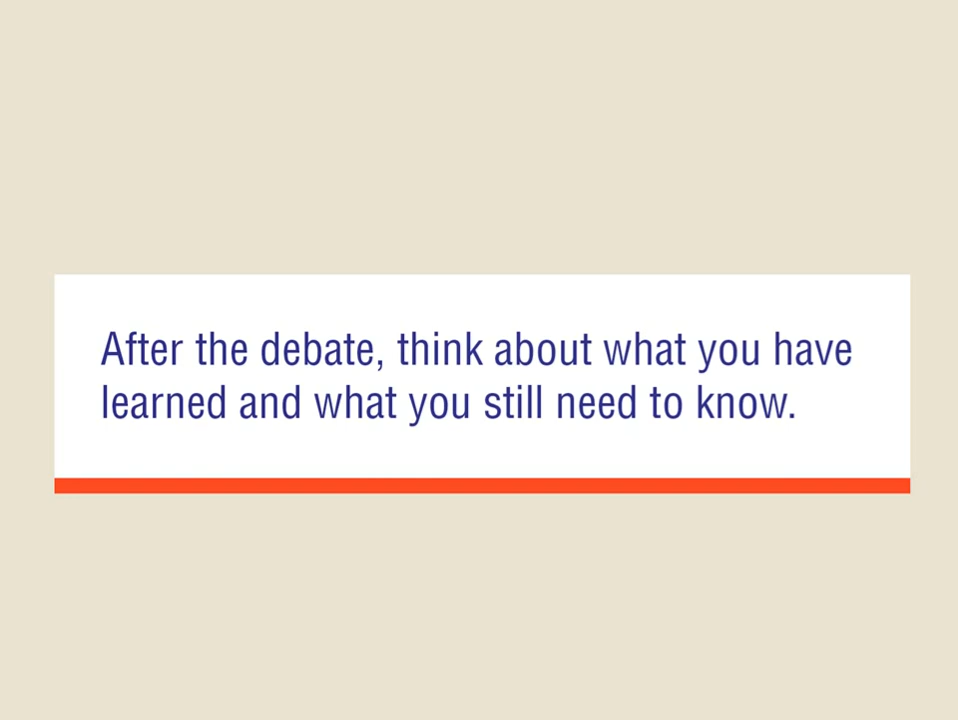 After the debate, think about what you have
learned and what you still need to know.